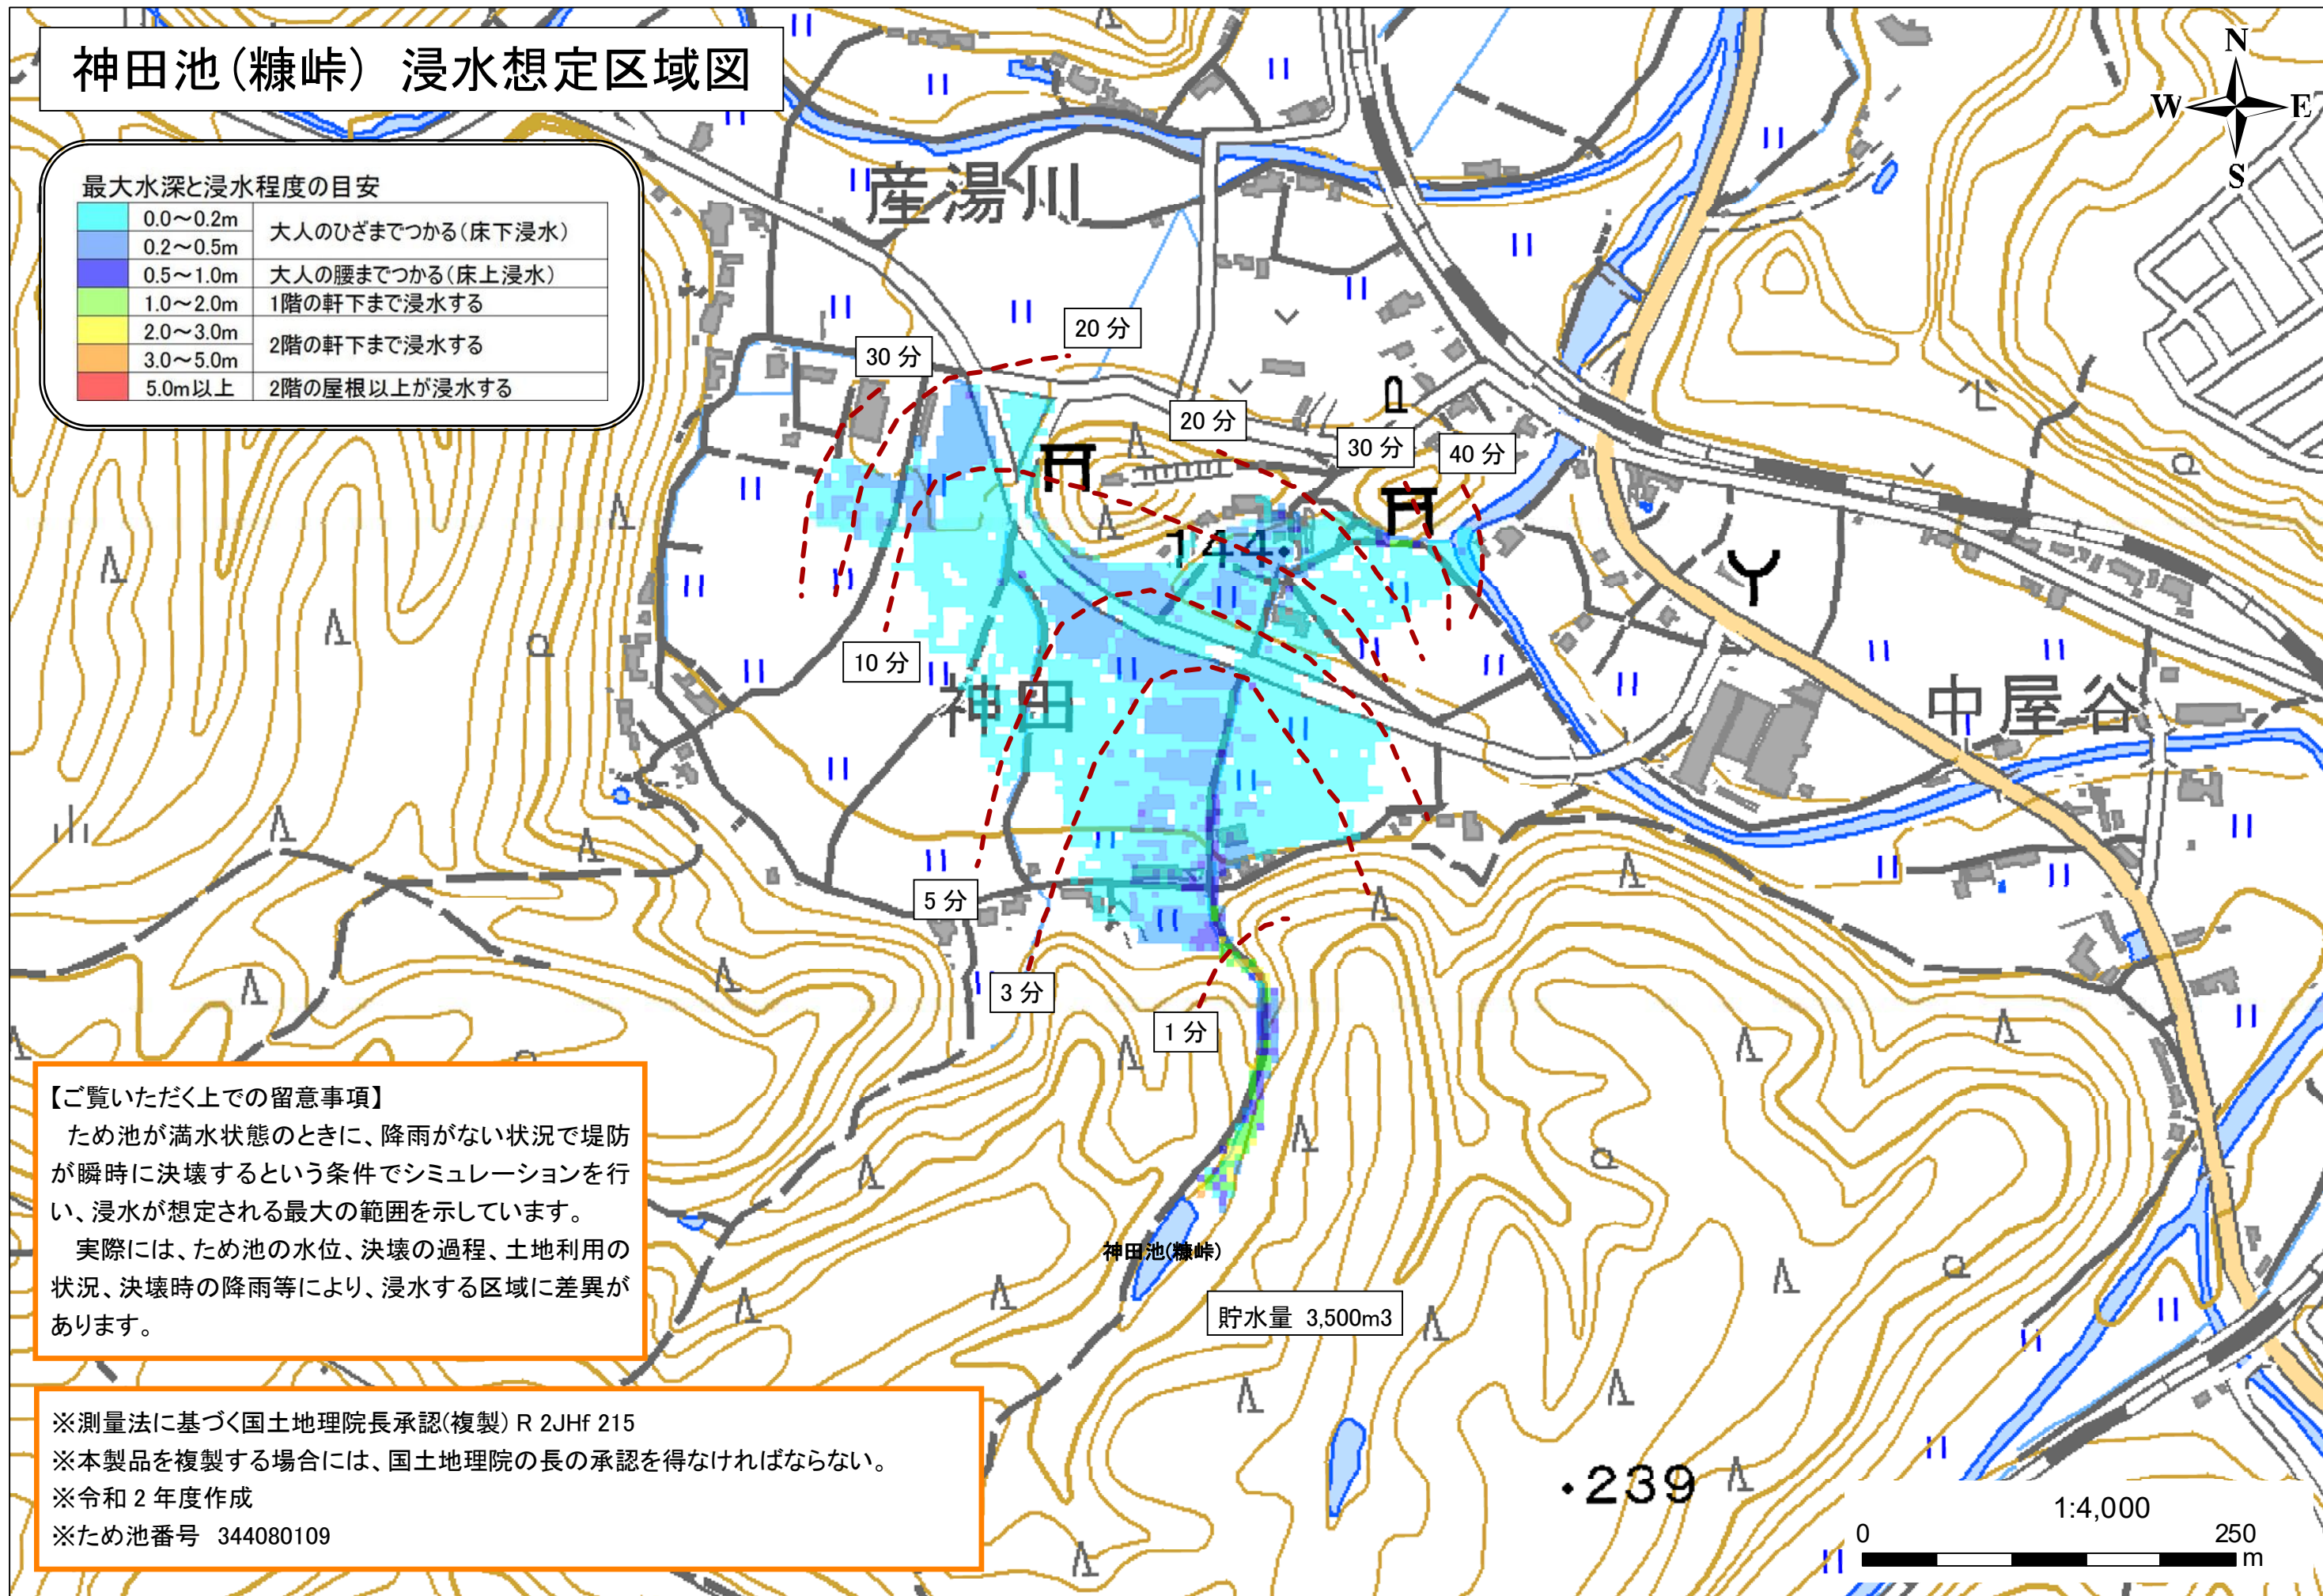 神田池(糠峠) 浸水想定区域図
N
W
E
S
最大水深と浸水程度の目安
0.0～0.2m
大人のひざまでつかる(床下浸水)
0.2～0.5m
0.5～1.0m 大人の腰までつかる(床上浸水)
1.0～2.0m 1階の軒下まで浸水する
2.0～3.0m
2階の軒下まで浸水する
3.0～5.0m
5.0m以上 2階の屋根以上が浸水する
産湯川
20 分
30 分
20 分
30 分
40 分
144
10 分
神田
中屋谷
5 分
3 分
1 分
神田池(糠峠)
貯水量 3,500m3
【ご覧いただく上での留意事項】
ため池が満水状態のときに、降雨がない状況で堤防
が瞬時に決壊するという条件でシミュレーションを行
い、浸水が想定される最大の範囲を示しています。
実際には、ため池の水位、決壊の過程、土地利用の
状況、決壊時の降雨等により、浸水する区域に差異が
あります。
※測量法に基づく国土地理院長承認(複製) R 2JHf 215
※本製品を複製する場合には、国土地理院の長の承認を得なければならない。
※令和 2 年度作成
※ため池番号 344080109
239
1:4,000
0 250
m